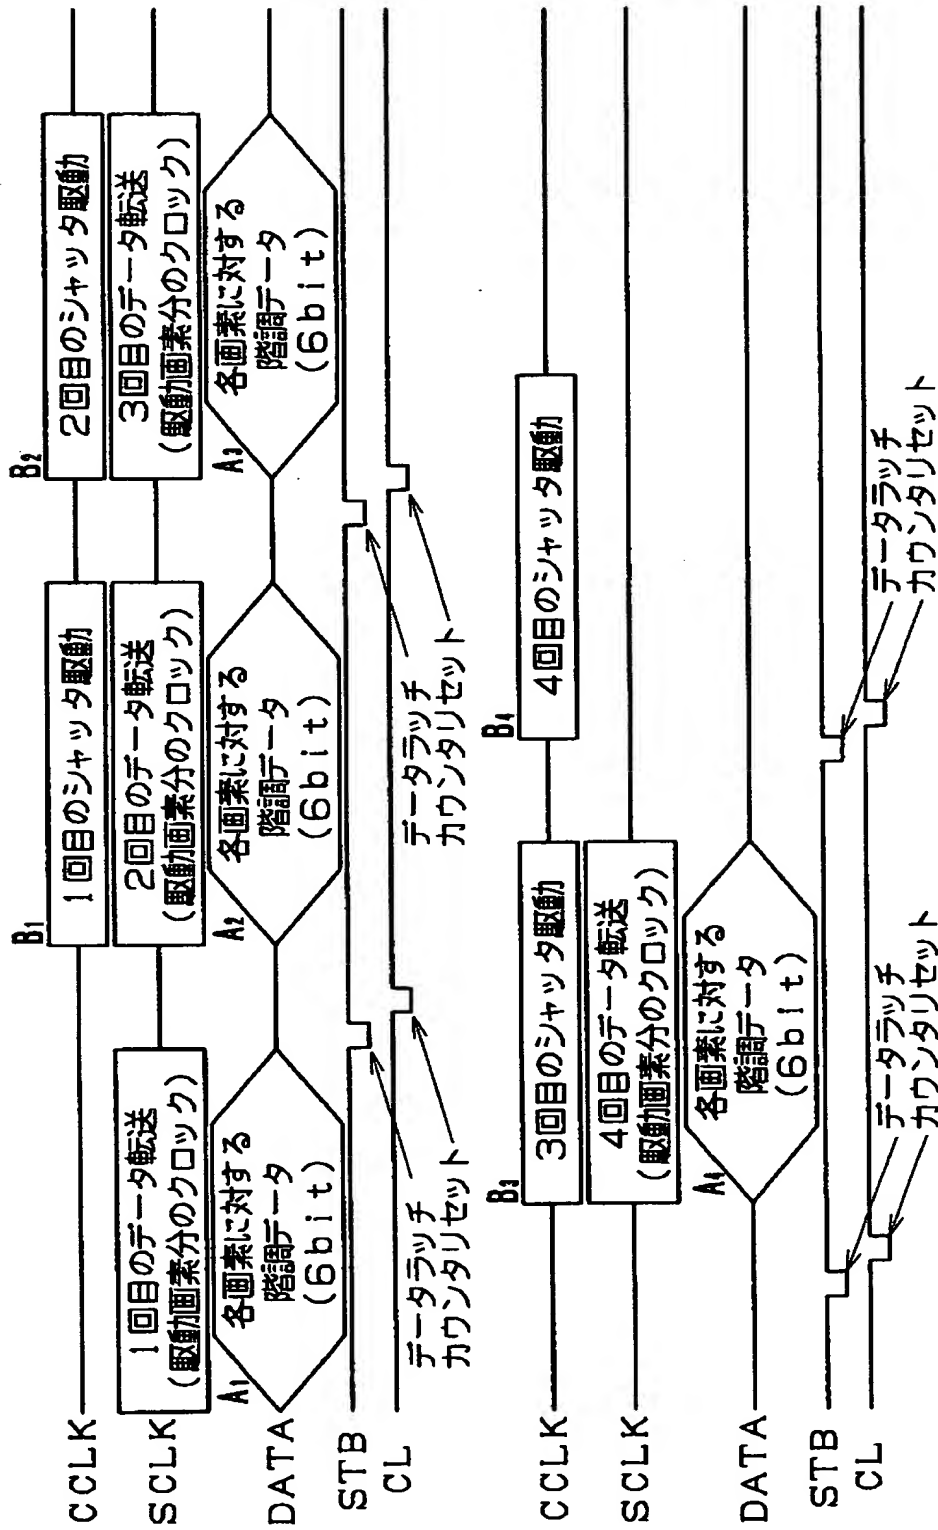 CCLK
B1
1回目のシャッタ駆動
B2
2回目のシャッタ駆動
SCLK
1回目のデータ転送
(駆動画素分のクロック)
2回目のデータ転送
(駆動画素分のクロック)
3回目のデータ転送
(駆動画素分のクロック)
DATA
A1
各画素に対する
階調データ
(6bit)
A2
各画素に対する
階調データ
(6bit)
A3
各画素に対する
階調データ
(6bit)
STB
CL
データラッチ
カウンタリセット
データラッチ
カウンタリセット
CCLK
B3
3回目のシャッタ駆動
B4
4回目のシャッタ駆動
SCLK
4回目のデータ転送
(駆動画素分のクロック)
DATA
A4
各画素に対する
階調データ
(6bit)
STB
CL
データラッチ
カウンタリセット
データラッチ
カウンタリセット